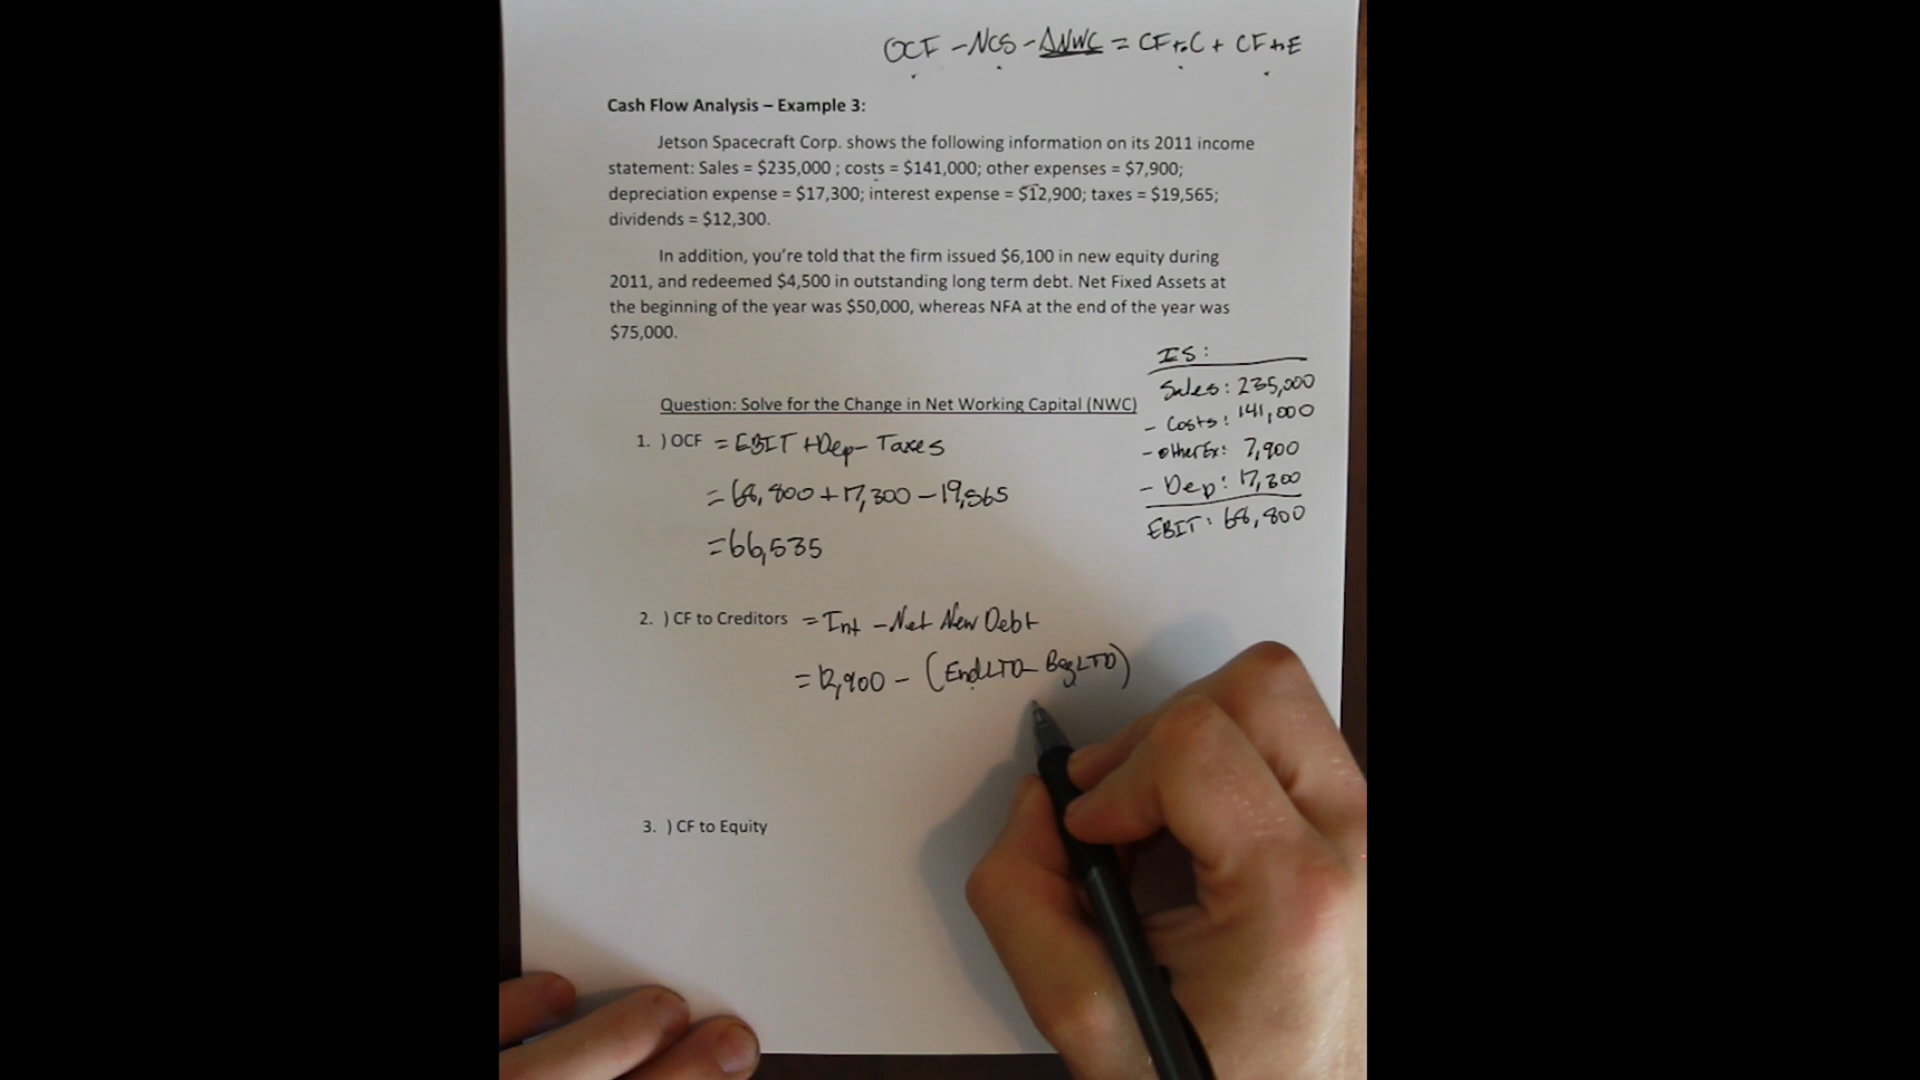 OCF - NCS - ΔNWC = CF to C + CF to E
Cash Flow Analysis – Example 3:
Jetson Spacecraft Corp. shows the following information on its 2011 income
statement: Sales = $235,000 ; costs = $141,000; other expenses = $7,900;
depreciation expense = $17,300; interest expense = $12,900; taxes = $19,565;
dividends = $12,300.
In addition, you're told that the firm issued $6,100 in new equity during
2011, and redeemed $4,500 in outstanding long term debt. Net Fixed Assets at
the beginning of the year was $50,000, whereas NFA at the end of the year was
$75,000.
IS:
Sales: 235,000
- Costs: 141,000
- other Ex: 7,900
- Dep: 17,300
EBIT: 68,800
Question: Solve for the Change in Net Working Capital (NWC)
1. ) OCF = EBIT + Dep - Taxes
= 68,800 + 17,300 - 19,565
= 66,535
2. ) CF to Creditors = Int - Net New Debt
= 12,900 - (End LTD - Beg LTD)
3. ) CF to Equity